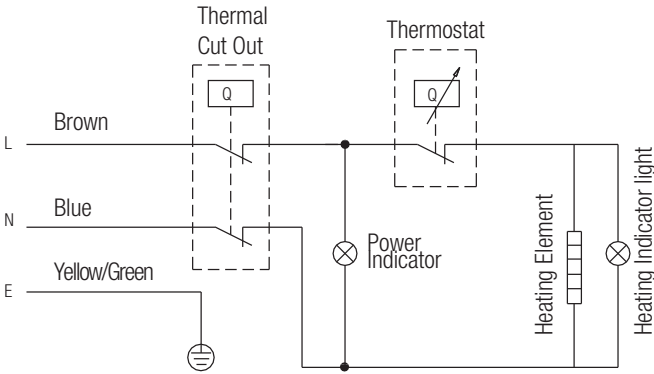 Thermal
Cut Out
Thermostat
Q
Q
L
Brown
N
Blue
E
Yellow/Green
Power
Indicator
Heating Element
Heating Indicator light